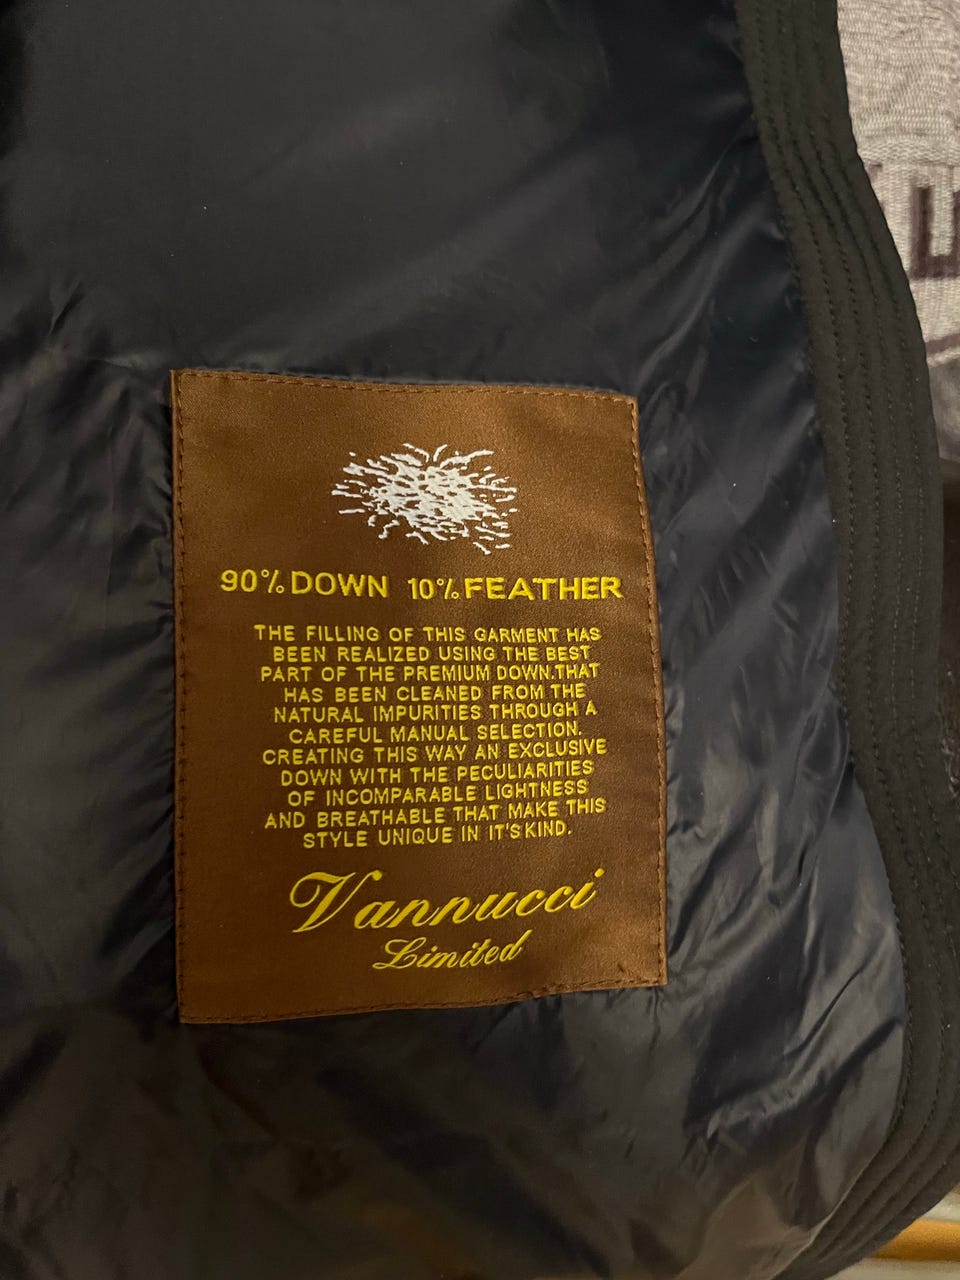 90% DOWN 10% FEATHER
THE FILLING OF THIS GARMENT HAS
BEEN REALIZED USING THE BEST
PART OF THE PREMIUM DOWN.THAT
HAS BEEN CLEANED FROM THE
NATURAL IMPURITIES THROUGH A
CAREFUL MANUAL SELECTION.
CREATING THIS WAY AN EXCLUSIVE
DOWN WITH THE PECULIARITIES
OF INCOMPARABLE LIGHTNESS
AND BREATHABLE THAT MAKE THIS
STYLE UNIQUE IN IT'S KIND.
Vannucci
Limited